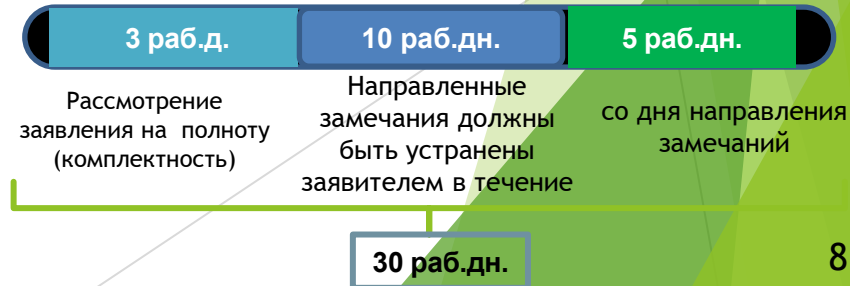 3 раб.д.
10 раб.дн.
5 раб.дн.
Рассмотрение
заявления на полноту
(комплектность)
Направленные
замечания должны
быть устранены
заявителем в течение
со дня направления
замечаний
30 раб.дн.
8